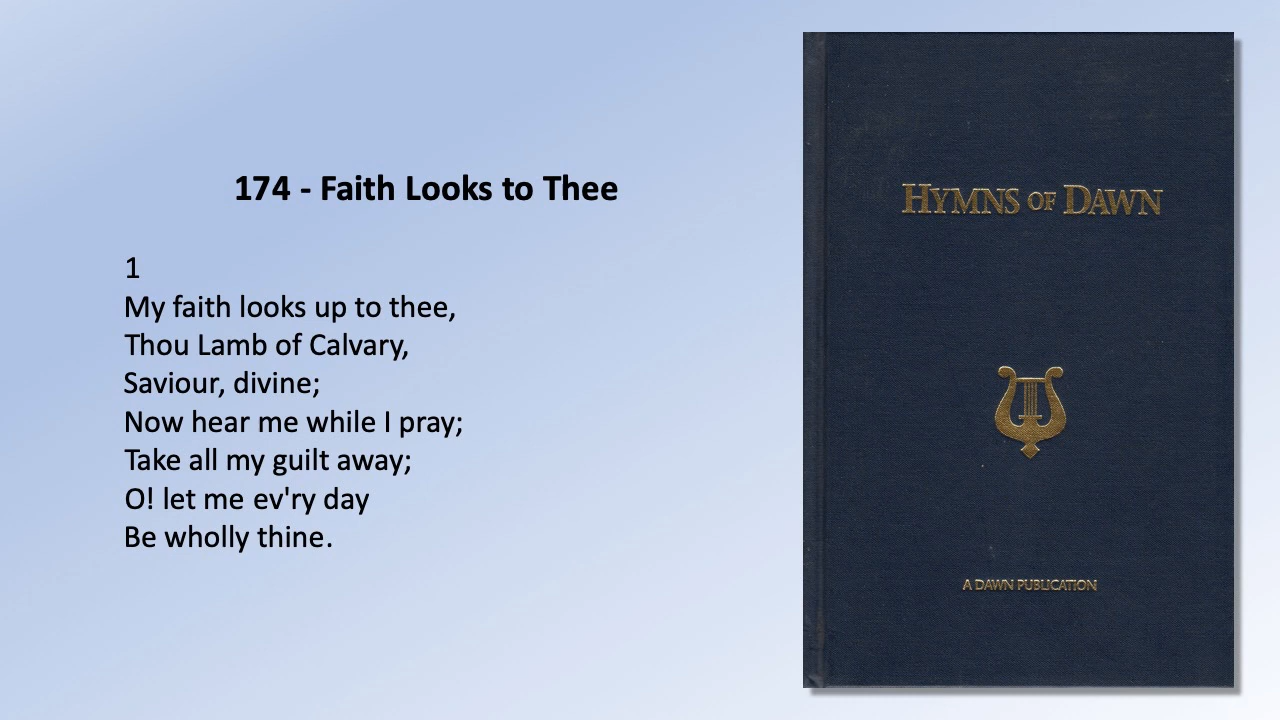 174 - Faith Looks to Thee
1
My faith looks up to thee,
Thou Lamb of Calvary,
Saviour, divine;
Now hear me while I pray;
Take all my guilt away;
O! let me ev'ry day
Be wholly thine.
HYMNS OF DAWN
A DAWN PUBLICATION